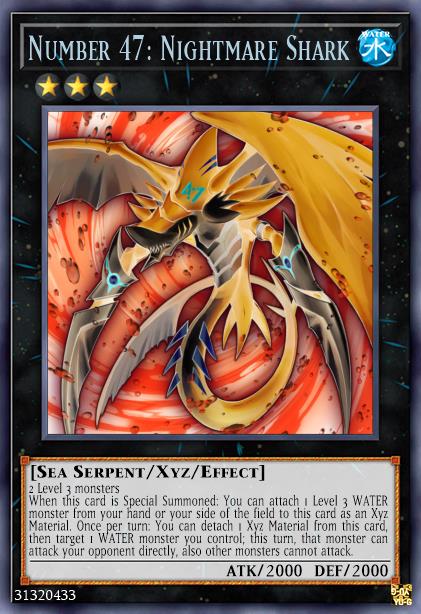 Number 47: Nightmare Shark
WATER
水
47
[Sea Serpent/Xyz/Effect]
2 Level 3 monsters
When this card is Special Summoned: You can attach 1 Level 3 WATER
monster from your hand or your side of the field to this card as an Xyz
Material. Once per turn: You can detach 1 Xyz Material from this card,
then target 1 WATER monster you control; this turn, that monster can
attack your opponent directly, also other monsters cannot attack.
ATK/2000 DEF/2000
31320433